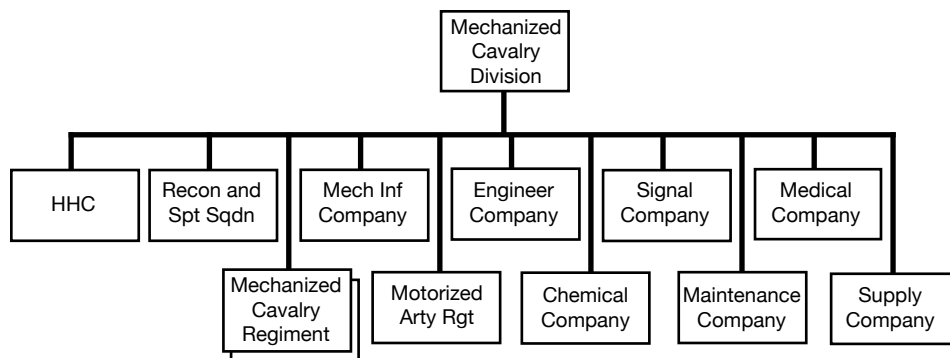 Mechanized
Cavalry
Division
HHC
Recon and
Spt Sqdn
Mech Inf
Company
Engineer
Company
Signal
Company
Medical
Company
Mechanized
Cavalry
Regiment
Motorized
Arty Rgt
Chemical
Company
Maintenance
Company
Supply
Company